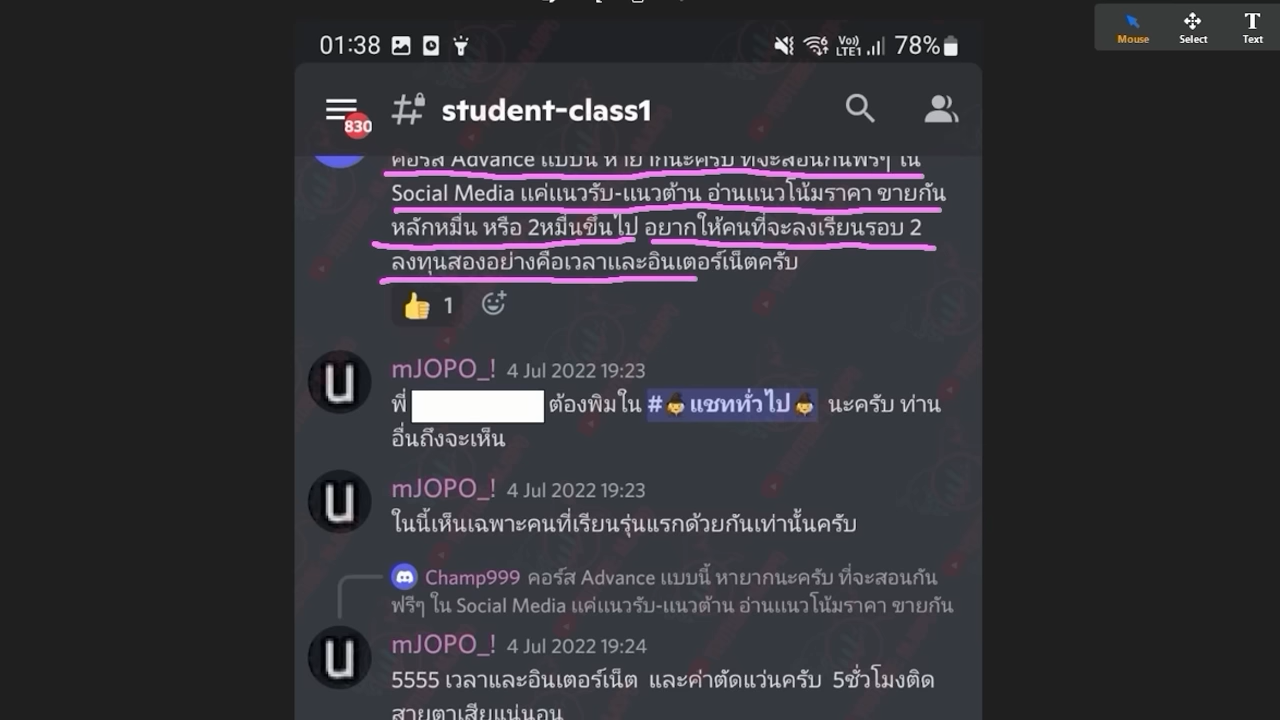 01:38
Vo)
LTE1
78%
Mouse
Select
Text
830
student-class1
คอร์ส Advance แบบนี้ หายากนะครับ ที่จะสอนกันฟรีๆ ใน
Social Media แค่แนวรับ-แนวต้าน อ่านแนวโน้มราคา ขายกัน
หลักหมื่น หรือ 2หมื่นขึ้นไป อยากให้คนที่จะลงเรียนรอบ 2
ลงทุนสองอย่างคือเวลาและอินเตอร์เน็ตครับ
👍 1
mJOPO_! 4 Jul 2022 19:23
พี่ ต้องพิมใน #แชททั่วไป นะครับ ท่าน
อื่นถึงจะเห็น
mJOPO_! 4 Jul 2022 19:23
ในนี้เห็นเฉพาะคนที่เรียนรุ่นแรกด้วยกันเท่านั้นครับ
Champ999 คอร์ส Advance แบบนี้ หายากนะครับ ที่จะสอนกัน
ฟรีๆ ใน Social Media แค่แนวรับ-แนวต้าน อ่านแนวโน้มราคา ขายกัน
mJOPO_! 4 Jul 2022 19:24
5555 เวลาและอินเตอร์เน็ต และค่าตัดแว่นครับ 5ชั่วโมงติด
สายตาเสียแน่นอน